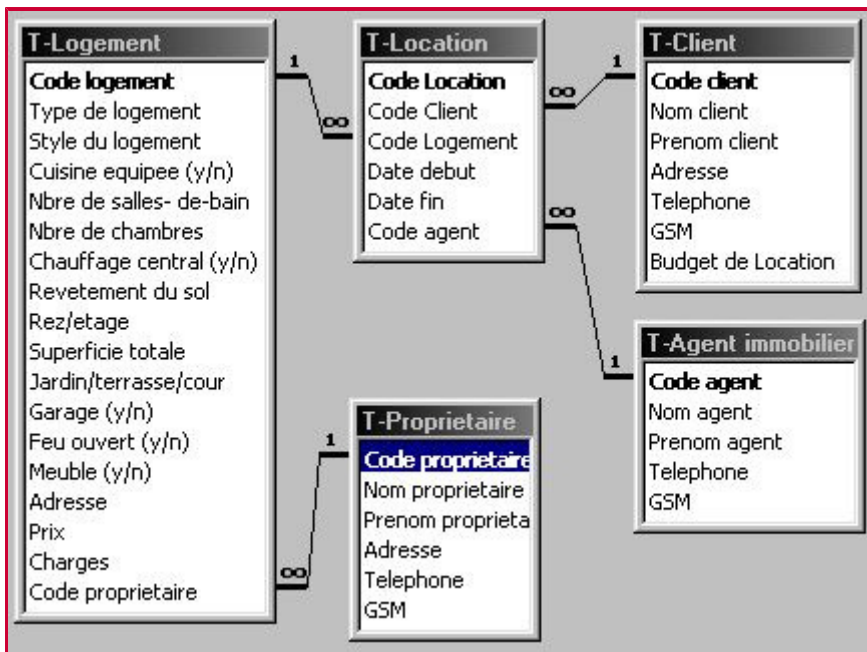 T-Logement
Code logement
Type de logement
Style du logement
Cuisine equipee (y/n)
Nbre de salles- de-bain
Nbre de chambres
Chauffage central (y/n)
Revetement du sol
Rez/etage
Superficie totale
Jardin/terrasse/cour
Garage (y/n)
Feu ouvert (y/n)
Meuble (y/n)
Adresse
Prix
Charges
Code proprietaire
1
∞
T-Location
Code Location
Code Client
Code Logement
Date debut
Date fin
Code agent
∞
1
∞
1
T-Client
Code client
Nom client
Prenom client
Adresse
Telephone
GSM
Budget de Location
T-Agent immobilier
Code agent
Nom agent
Prenom agent
Telephone
GSM
1
∞
T-Proprietaire
Code proprietaire
Nom proprietaire
Prenom proprieta
Adresse
Telephone
GSM